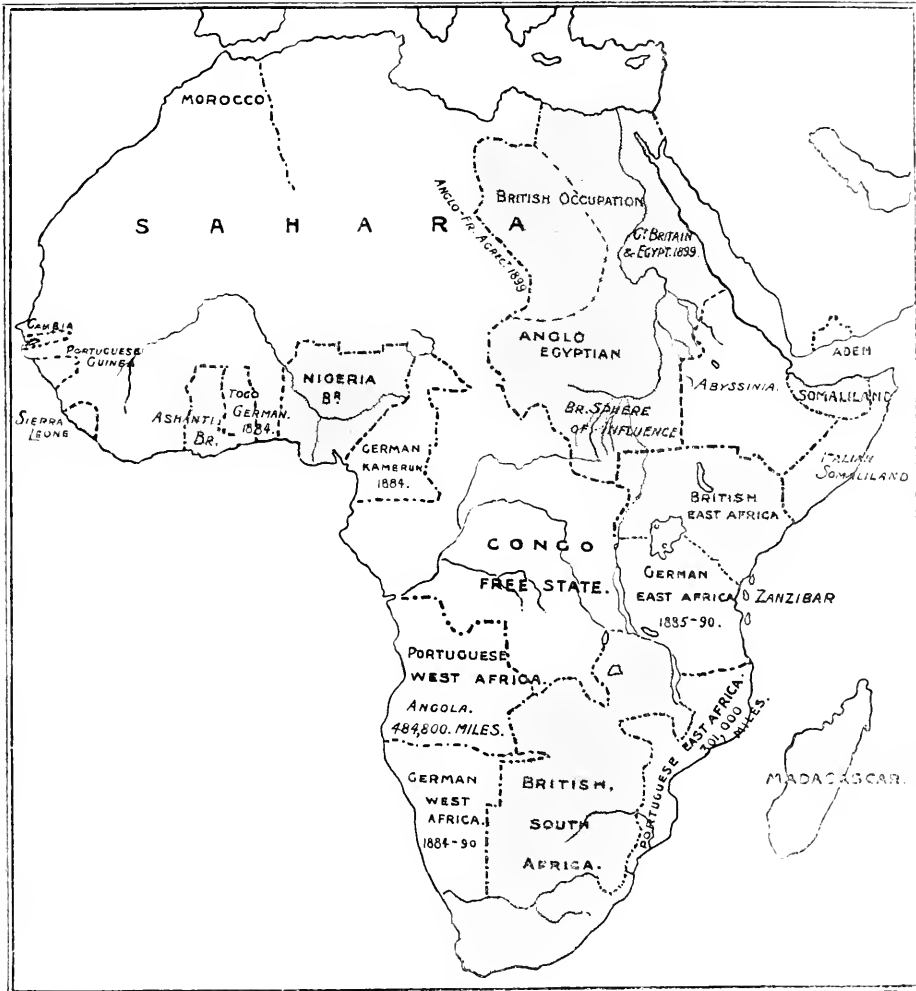 MOROCCO
SAHARA
ANGLO-FR. AGREET. 1899
BRITISH OCCUPATION
GT. BRITAIN
& EGYPT. 1899.
GAMBIA
PORTUGUESE
GUINEA
SIERRA
LEONE
ASHANTI
BR.
TOGO
GERMAN.
1884.
NIGERIA
BR
GERMAN
KAMERUN
1884.
ANGLO
EGYPTIAN
BR. SPHERE
OF INFLUENCE
ABYSSINIA.
ADEN
SOMALILAND
ITALIAN
SOMALILAND
BRITISH
EAST AFRICA
CONGO
FREE STATE.
GERMAN
EAST AFRICA
1885-90.
ZANZIBAR
PORTUGUESE
WEST AFRICA.
ANGOLA.
484,800. MILES.
PORTUGUESE EAST AFRICA.
301,000
MILES.
MADAGASCAR.
GERMAN
WEST
AFRICA.
1884-90
BRITISH,
SOUTH
AFRICA.